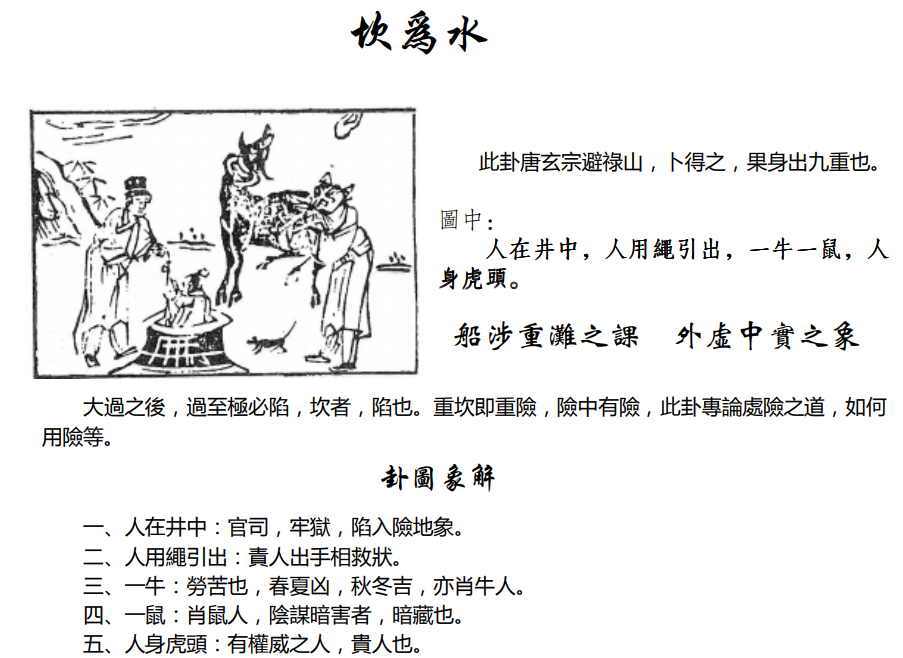 坎為水
此卦唐玄宗避祿山，卜得之，果身出九重也。
圖中：
人在井中，人用繩引出，一牛一鼠，人
身虎頭。
船涉重灘之課　外虛中實之象
大過之後，過至極必陷，坎者，陷也。重坎即重險，險中有險，此卦專論處險之道，如何
用險等。
卦圖象解
一、人在井中：官司，牢獄，陷入險地象。
二、人用繩引出：責人出手相救狀。
三、一牛：勞苦也，春夏凶，秋冬吉，亦肖牛人。
四、一鼠：肖鼠人，陰謀暗害者，暗藏也。
五、人身虎頭：有權威之人，貴人也。